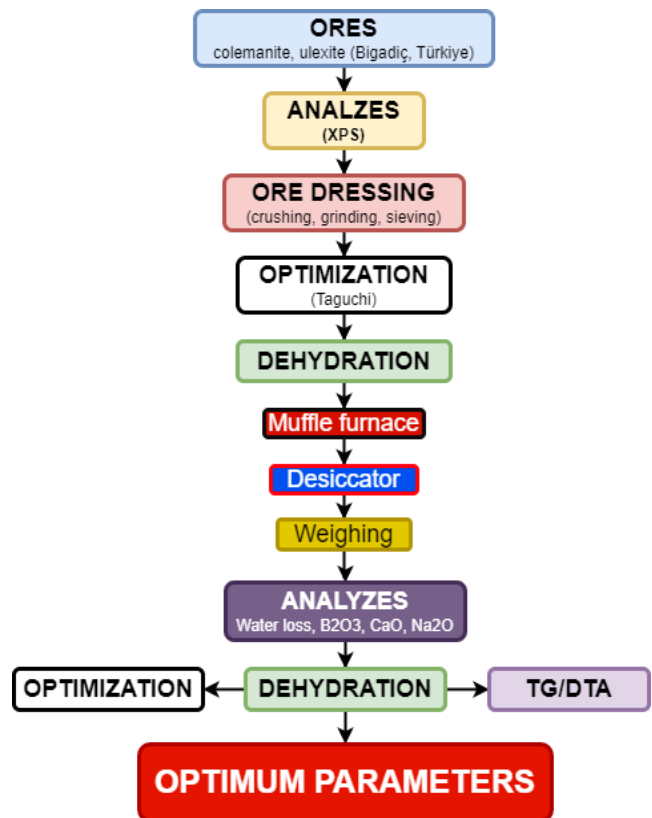 ORES
colemanite, ulexite (Bigadiç, Türkiye)
ANALZES
(XPS)
ORE DRESSING
(crushing, grinding, sieving)
OPTIMIZATION
(Taguchi)
DEHYDRATION
Muffle furnace
Desiccator
Weighing
ANALYZES
Water loss, B2O3, CaO, Na2O
OPTIMIZATION
DEHYDRATION
TG/DTA
OPTIMUM PARAMETERS